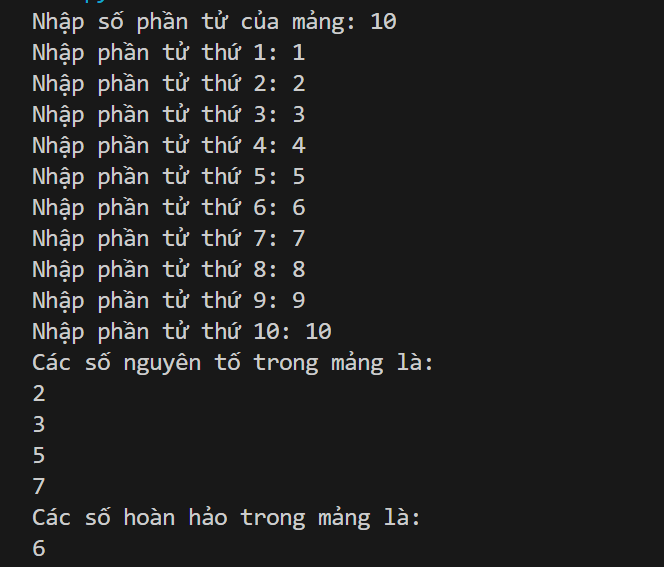 Nhập số phần tử của mảng: 10
Nhập phần tử thứ 1: 1
Nhập phần tử thứ 2: 2
Nhập phần tử thứ 3: 3
Nhập phần tử thứ 4: 4
Nhập phần tử thứ 5: 5
Nhập phần tử thứ 6: 6
Nhập phần tử thứ 7: 7
Nhập phần tử thứ 8: 8
Nhập phần tử thứ 9: 9
Nhập phần tử thứ 10: 10
Các số nguyên tố trong mảng là:
2
3
5
7
Các số hoàn hảo trong mảng là:
6